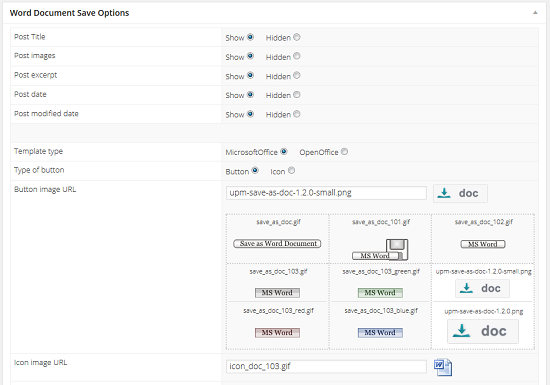 Word Document Save Options
Post Title Show Hidden
Post images Show Hidden
Post excerpt Show Hidden
Post date Show Hidden
Post modified date Show Hidden
Template type MicrosoftOffice OpenOffice
Type of button Button Icon
Button image URL upm-save-as-doc-1.2.0-small.png doc
save_as_doc.gif save_as_doc_101.gif save_as_doc_102.gif
Save as Word Document MS Word MS Word
save_as_doc_103.gif save_as_doc_103_green.gif upm-save-as-doc-1.2.0-small.png
MS Word MS Word doc
save_as_doc_103_red.gif save_as_doc_103_blue.gif upm-save-as-doc-1.2.0.png
MS Word MS Word doc
Icon image URL icon_doc_103.gif W